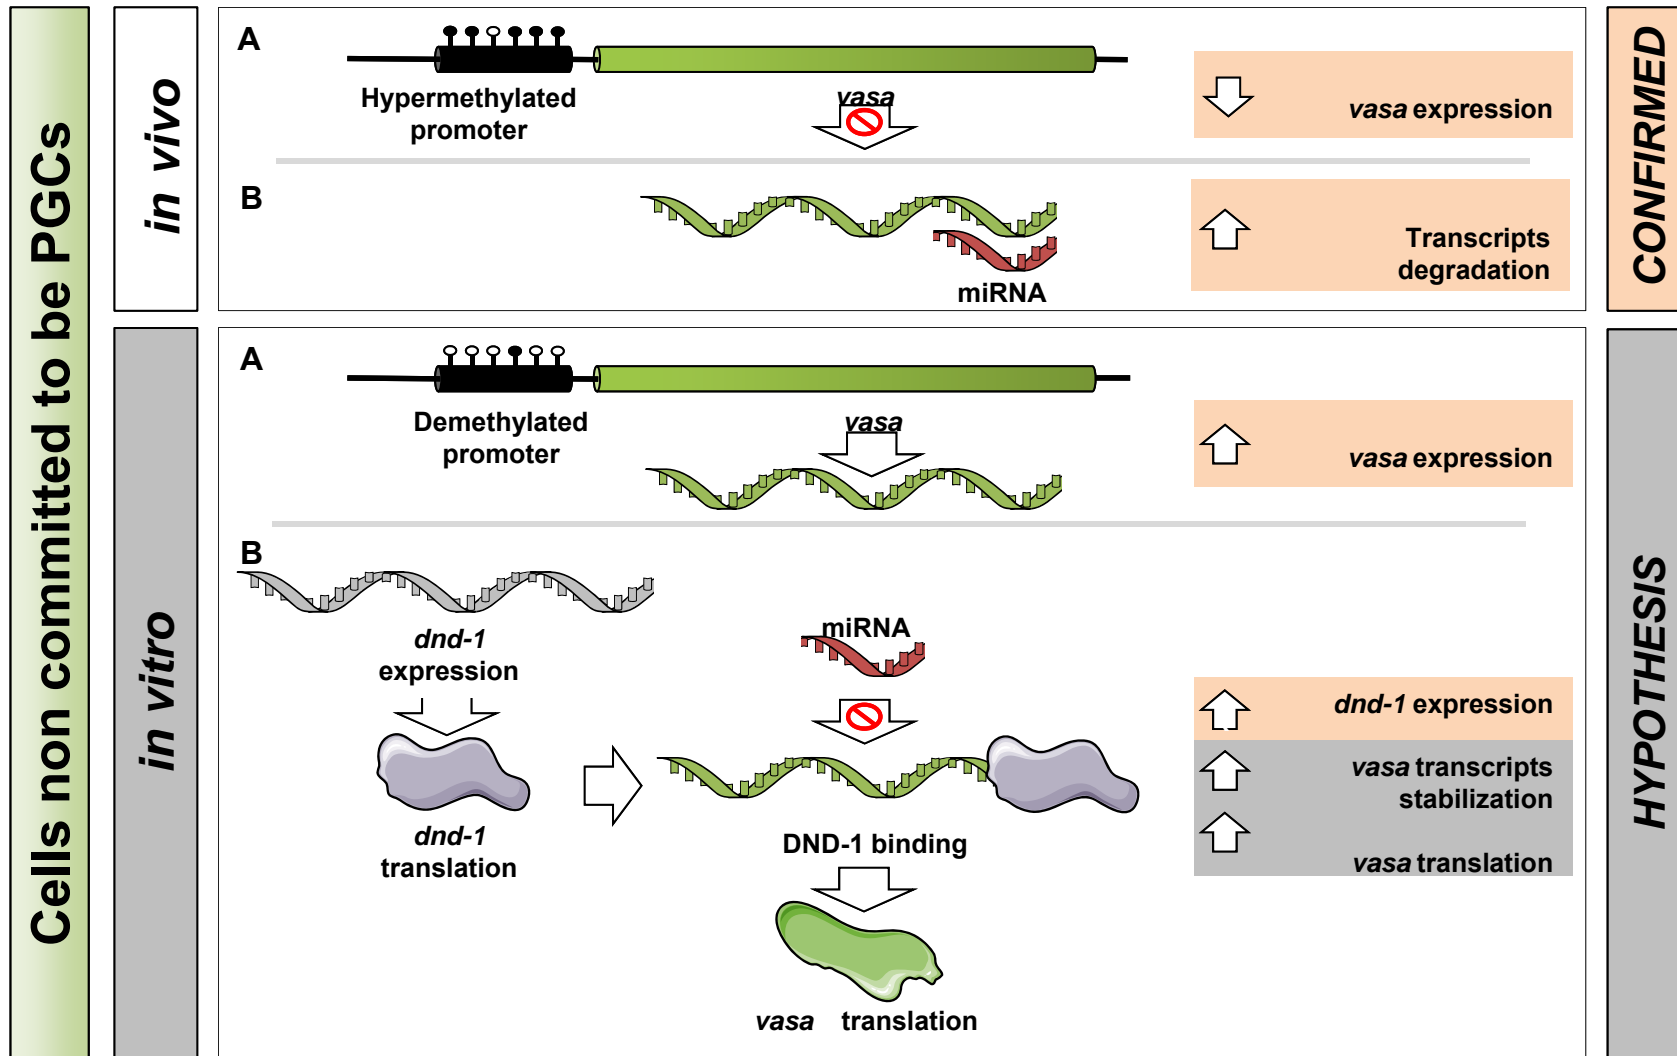 Cells non committed to be PGCs
in vivo
A
Hypermethylated
promoter
vasa
vasa expression
B
miRNA
Transcripts
degradation
CONFIRMED
in vitro
A
Demethylated
promoter
vasa
vasa expression
B
dnd-1
expression
miRNA
dnd-1
translation
DND-1 binding
vasa translation
dnd-1 expression
vasa transcripts
stabilization
vasa translation
HYPOTHESIS